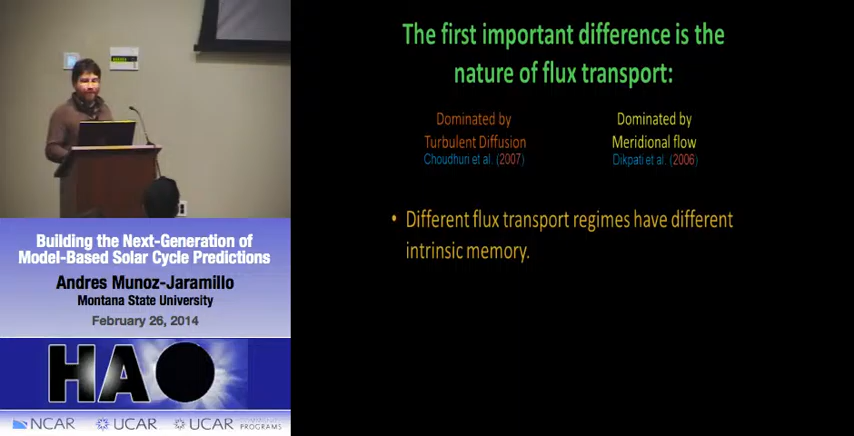 The first important difference is the
nature of flux transport:
Dominated by
Turbulent Diffusion
Choudhuri et al. (2007)
Dominated by
Meridional flow
Dikpati et al. (2006)
• Different flux transport regimes have different
intrinsic memory.
Building the Next-Generation of
Model-Based Solar Cycle Predictions
Andres Munoz-Jaramillo
Montana State University
February 26, 2014
HAO
NCAR
UCAR
UCAR
PROGRAMS